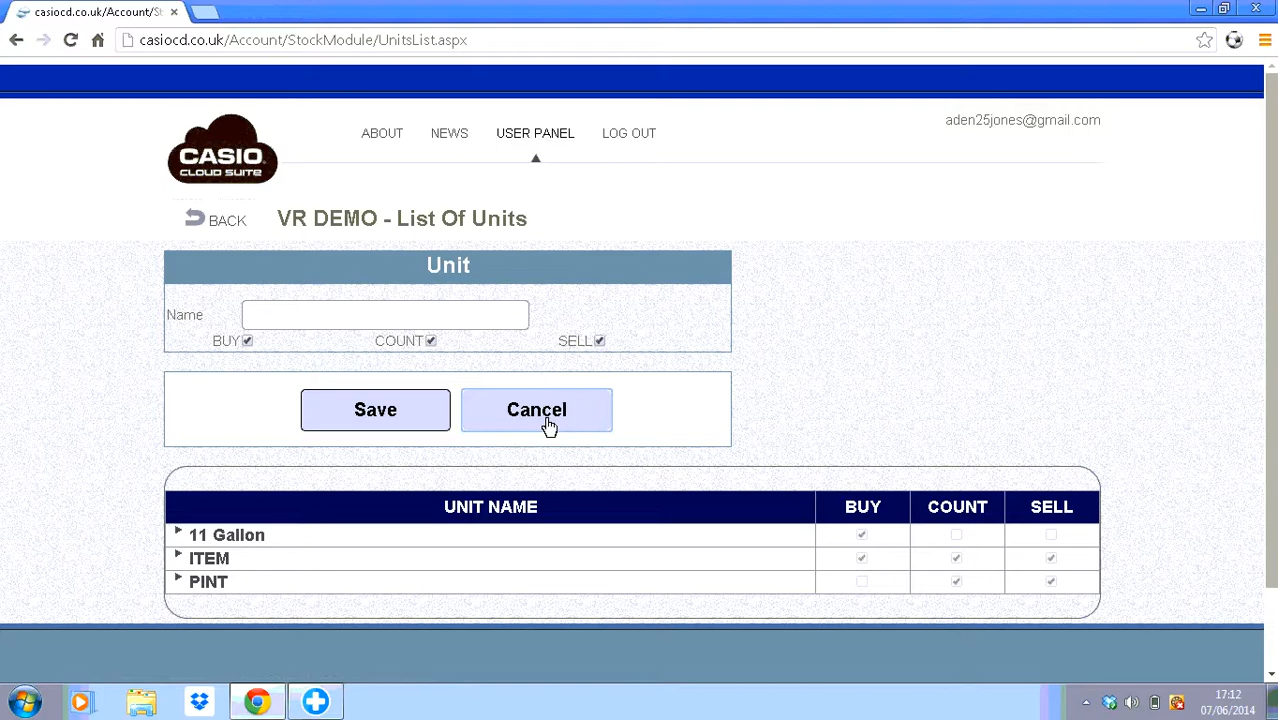 casiocd.co.uk/Account/St
casiocd.co.uk/Account/StockModule/UnitsList.aspx
CASIO
CLOUD SUITE
ABOUT NEWS USER PANEL LOG OUT
aden25jones@gmail.com
BACK VR DEMO - List Of Units
Unit
Name
BUY COUNT SELL
Save Cancel
UNIT NAME BUY COUNT SELL
11 Gallon
ITEM
PINT
17:12
07/06/2014